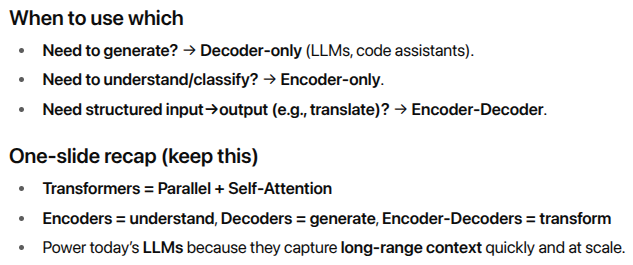 When to use which
• Need to generate? → Decoder-only (LLMs, code assistants).
• Need to understand/classify? → Encoder-only.
• Need structured input→output (e.g., translate)? → Encoder-Decoder.
One-slide recap (keep this)
• Transformers = Parallel + Self-Attention
• Encoders = understand, Decoders = generate, Encoder-Decoders = transform
• Power today’s LLMs because they capture long-range context quickly and at scale.